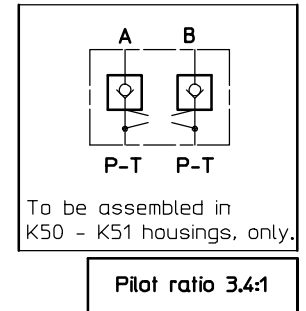 A B
P-T P-T
To be assembled in
K50 - K51 housings, only.
Pilot ratio 3.4:1